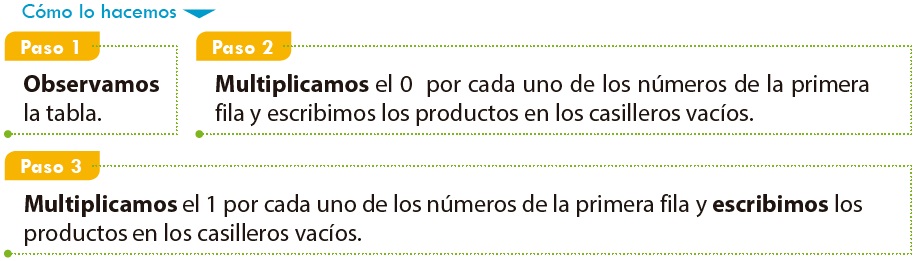 Cómo lo hacemos
Paso 1
Observamos
la tabla.
Paso 2
Multiplicamos el 0 por cada uno de los números de la primera
fila y escribimos los productos en los casilleros vacíos.
Paso 3
Multiplicamos el 1 por cada uno de los números de la primera fila y escribimos los
productos en los casilleros vacíos.